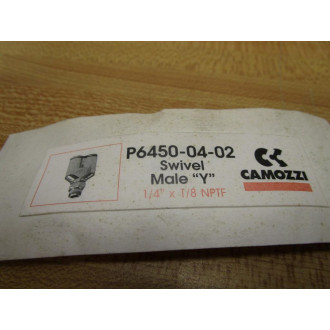 P6450-04-02
Swivel
Male "Y"
1/4" x 1/8 NPTF
CAMOZZI